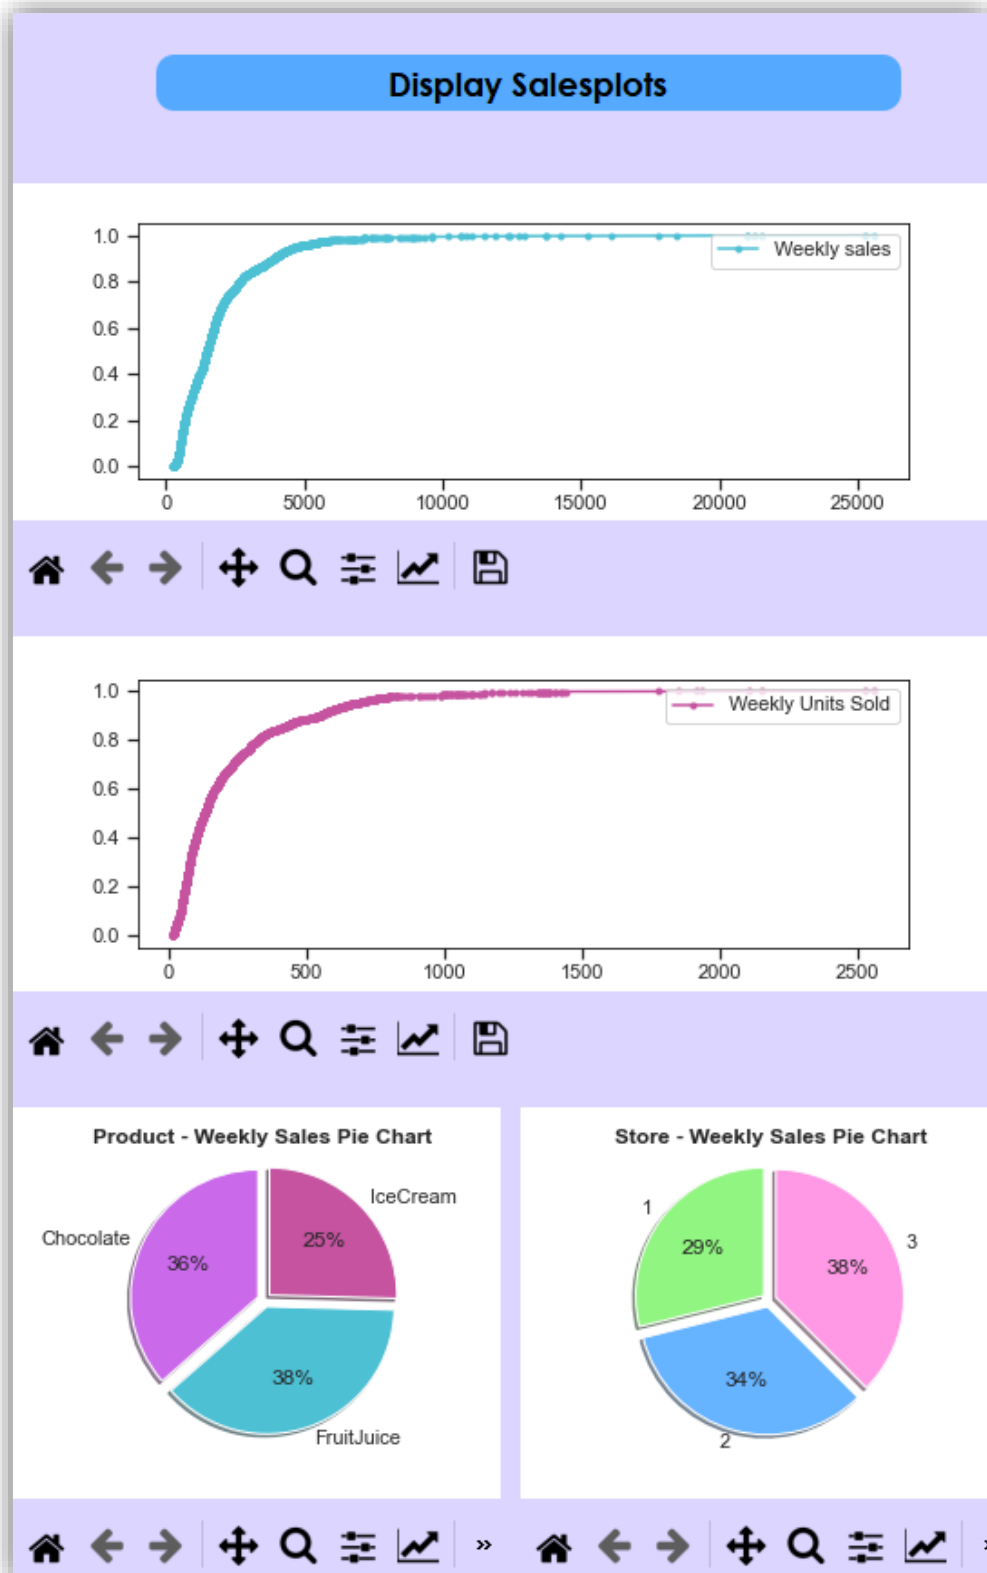 Display Salesplots
1.0
0.8
0.6
0.4
0.2
0.0
Weekly sales
0 5000 10000 15000 20000 25000
1.0
0.8
0.6
0.4
0.2
0.0
Weekly Units Sold
0 500 1000 1500 2000 2500
Product - Weekly Sales Pie Chart
IceCream
Chocolate
25%
36%
38%
FruitJuice
Store - Weekly Sales Pie Chart
1
3
29%
38%
34%
2
»